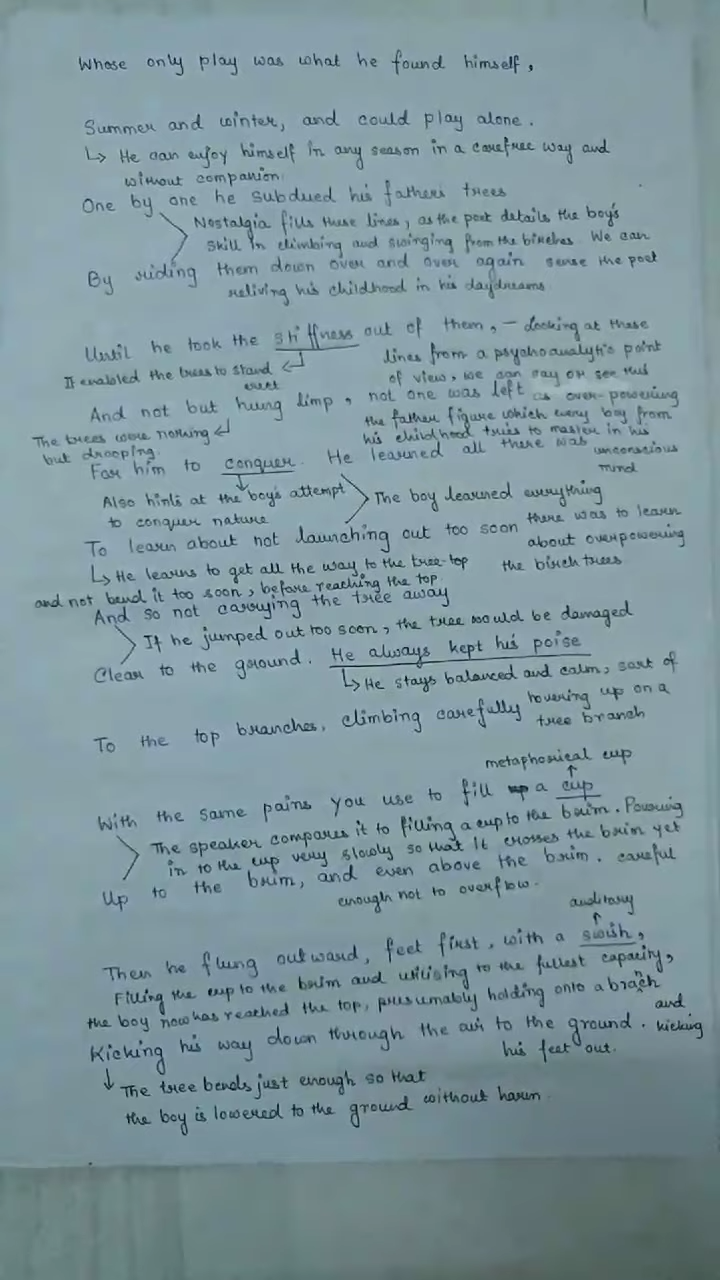 Whose only play was what he found himself,
Summer and winter, and could play alone.
↳ He can enjoy himself in any season in a carefree way and
without companion.
One by one he subdued his father's trees
Nostalgia fills these lines, as the poet details the boy's
skill in climbing and swinging from the birches. We can
By riding them down over and over again sense the poet
reliving his childhood in his daydreams
Until he took the stiffness out of them, — Looking at these
It enabled the trees to stand
erect
lines from a psychoanalytic point
of view, we can say or see this
And not but hung limp, not one was left as over-powering
The trees were nothing
but drooping.
the father figure which every boy from
his childhood tries to master in his
unconscious
mind
For him to conquer. He learned all there was
Also hints at the boy's attempt
to conquer nature
The boy learned everything
there was to learn
about overpowering
the birch trees
To learn about not launching out too soon
↳ He learns to get all the way to the tree-top
and not bend it too soon, before reaching the top.
And so not carrying the tree away
If he jumped out too soon, the tree would be damaged
Clear to the ground. He always kept his poise
↳ He stays balanced and calm, sort of
hovering up on a
tree branch
To the top branches, climbing carefully
metaphorical cup
With the same pains you use to fill a cup
The speaker compares it to filling a cup to the brim. Pouring
in to the cup very slowly so that it crosses the brim yet
Up to the brim, and even above the brim. careful
enough not to overflow.
auditory
Then he flung outward, feet first, with a swish,
Filling the cup to the brim and utilising to the fullest capacity,
the boy now has reached the top, presumably holding onto a branch
and
kicking
his feet out.
Kicking his way down through the air to the ground.
The tree bends just enough so that
the boy is lowered to the ground without harm.